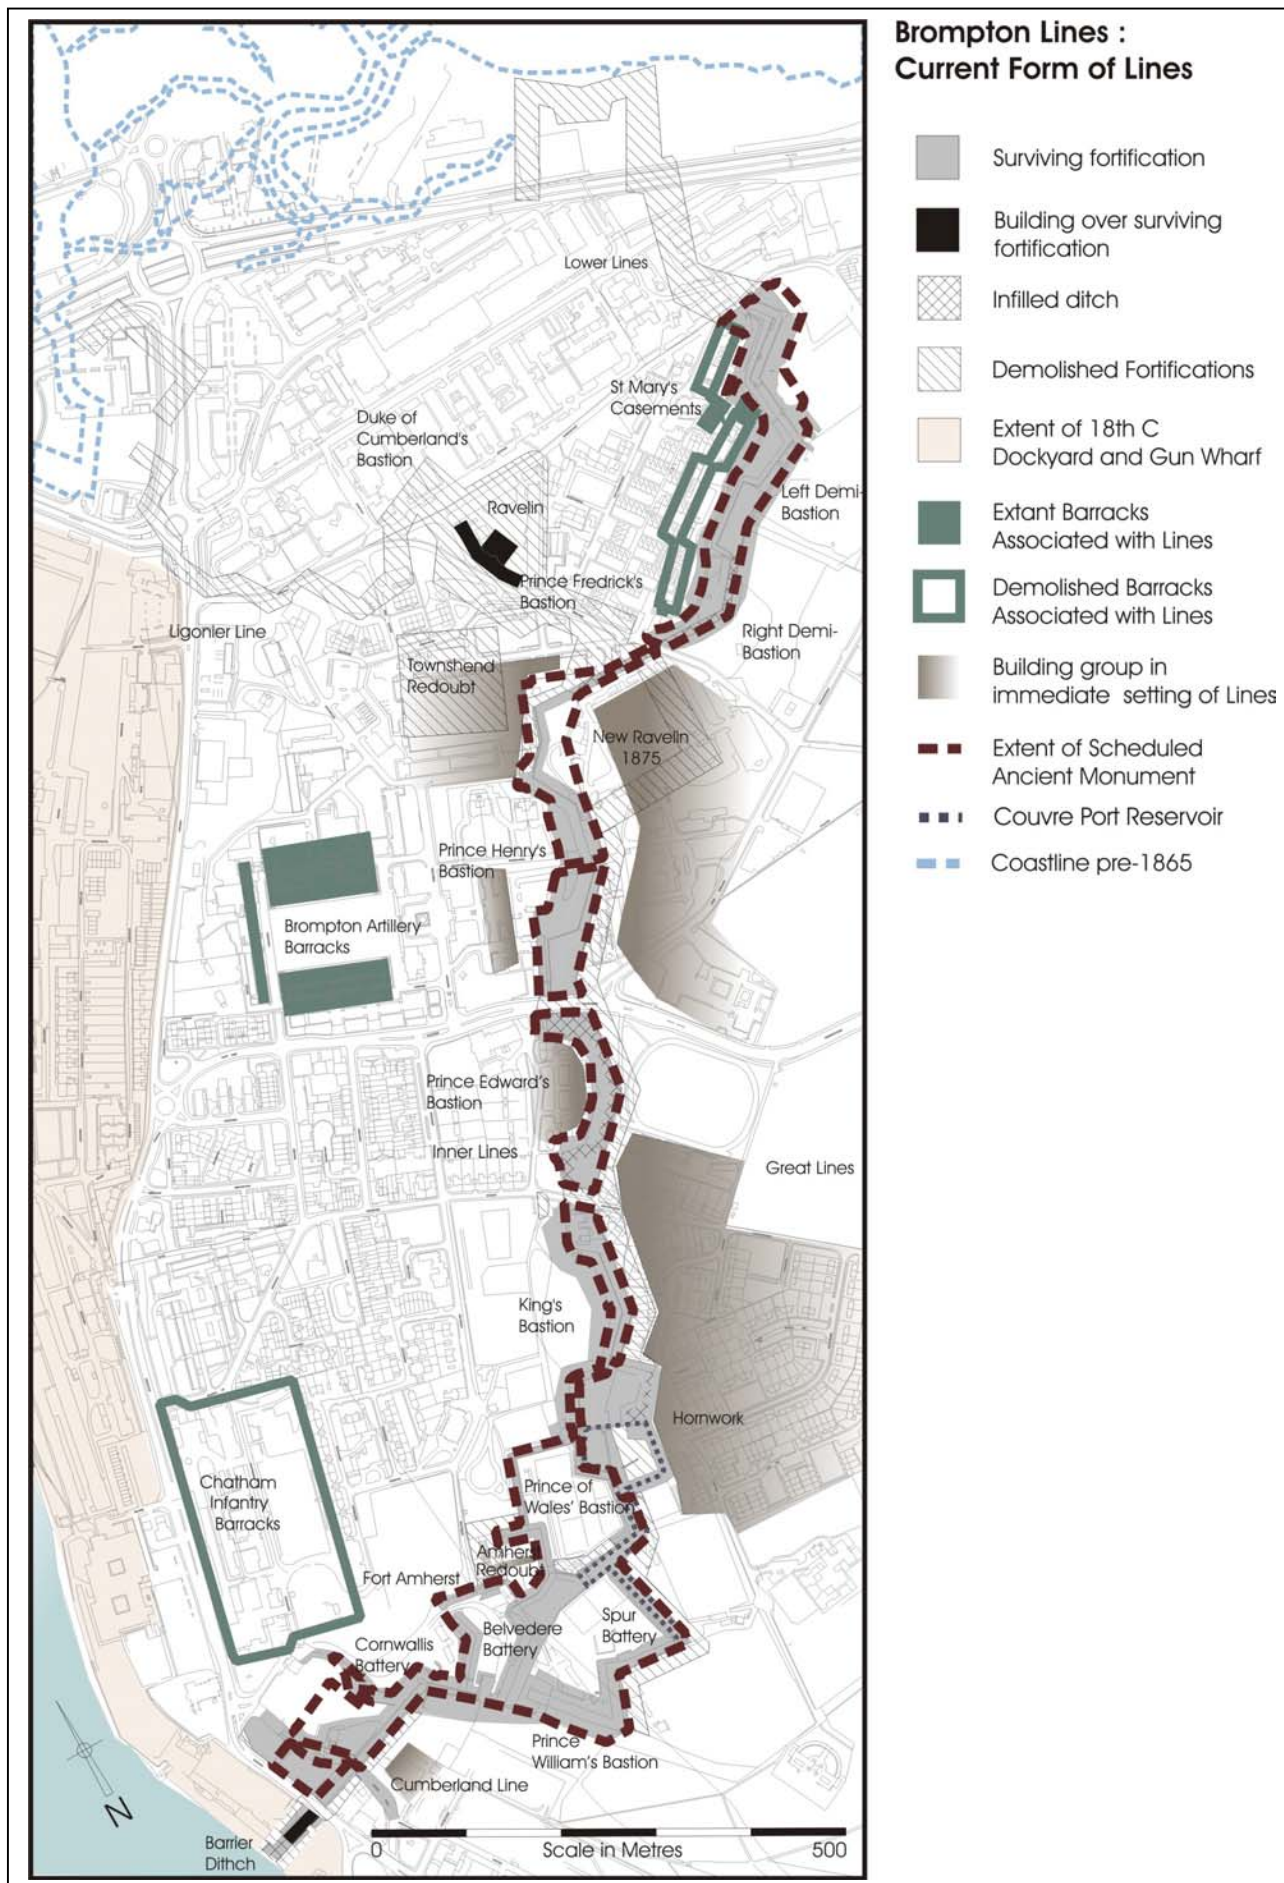 Brompton Lines :
Current Form of Lines
Surviving fortification
Building over surviving
fortification
Infilled ditch
Demolished Fortifications
Extent of 18th C
Dockyard and Gun Wharf
Extant Barracks
Associated with Lines
Demolished Barracks
Associated with Lines
Building group in
immediate setting of Lines
Extent of Scheduled
Ancient Monument
Couvre Port Reservoir
Coastline pre-1865
Lower Lines
St Mary's
Casements
Duke of
Cumberland's
Bastion
Ravelin
Left Demi-
Bastion
Prince Fredrick's
Bastion
Ligonier Line
Right Demi-
Bastion
Townshend
Redoubt
New Ravelin
1875
Prince Henry's
Bastion
Brompton Artillery
Barracks
Prince Edward's
Bastion
Inner Lines
Great Lines
King's
Bastion
Hornwork
Chatham
Infantry
Barracks
Prince of
Wales' Bastion
Amherst
Redoubt
Fort Amherst
Spur
Battery
Belvedere
Battery
Cornwallis
Battery
Prince
William's Bastion
Cumberland Line
N
Barrier
Dithch
0 Scale in Metres 500